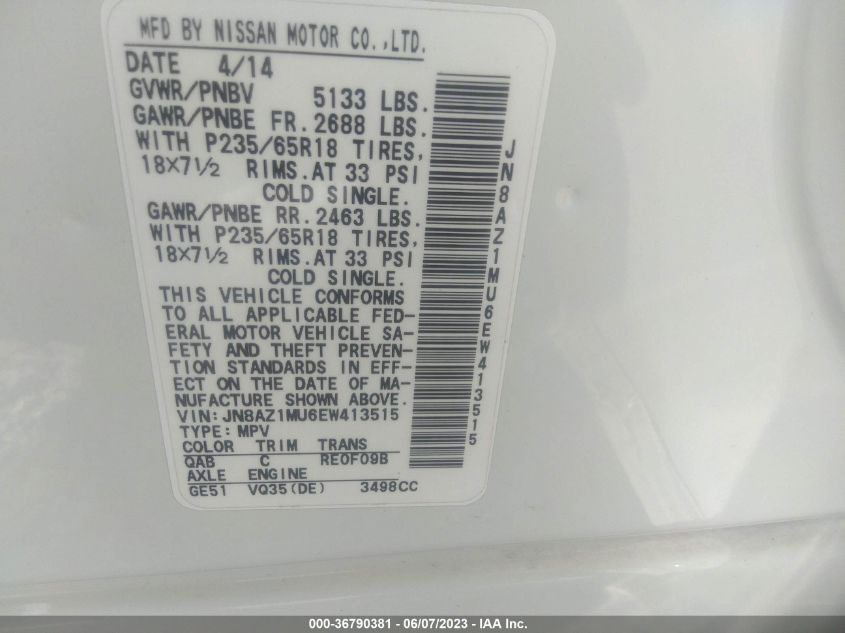 MFD BY NISSAN MOTOR CO.,LTD.
DATE 4/14
GVWR/PNBV 5133 LBS.
GAWR/PNBE FR. 2688 LBS.
WITH P235/65R18 TIRES,
18X7½ RIMS.AT 33 PSI
COLD SINGLE.
GAWR/PNBE RR. 2463 LBS.
WITH P235/65R18 TIRES,
18X7½ RIMS.AT 33 PSI
COLD SINGLE.
THIS VEHICLE CONFORMS
TO ALL APPLICABLE FED-
ERAL MOTOR VEHICLE SA-
FETY AND THEFT PREVEN-
TION STANDARDS IN EFF-
ECT ON THE DATE OF MA-
NUFACTURE SHOWN ABOVE.
VIN:JN8AZ1MU6EW413515
TYPE:MPV
COLOR TRIM TRANS
QAB C RE0F09B
AXLE ENGINE
GE51 VQ35(DE) 3498CC
JN8AZ1MU6EW413515
000-36790381 - 06/07/2023 - IAAI.com